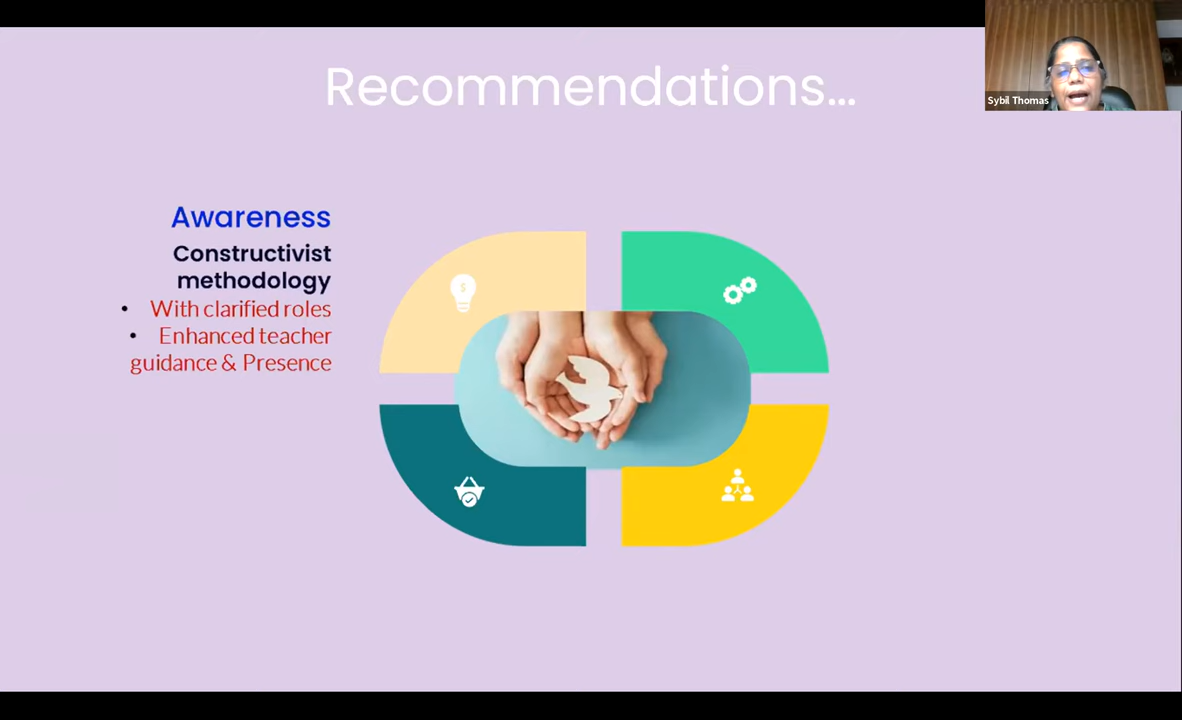 Recommendations...
Sybil Thomas
Awareness
Constructivist
methodology
• With clarified roles
• Enhanced teacher
guidance & Presence
$